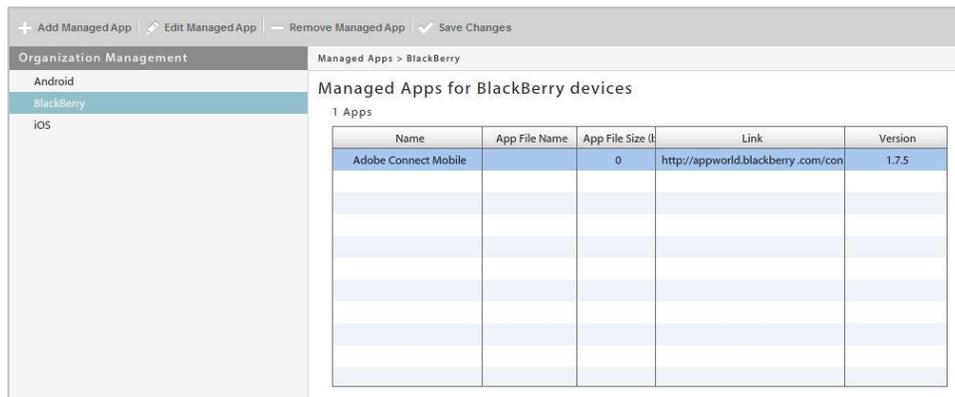 Add Managed App Edit Managed App Remove Managed App Save Changes
Organization Management
Android
BlackBerry
iOS
Managed Apps > BlackBerry
Managed Apps for BlackBerry devices
1 Apps
Name App File Name App File Size (b Link Version
Adobe Connect Mobile 0 http://appworld.blackberry .com/con 1.7.5